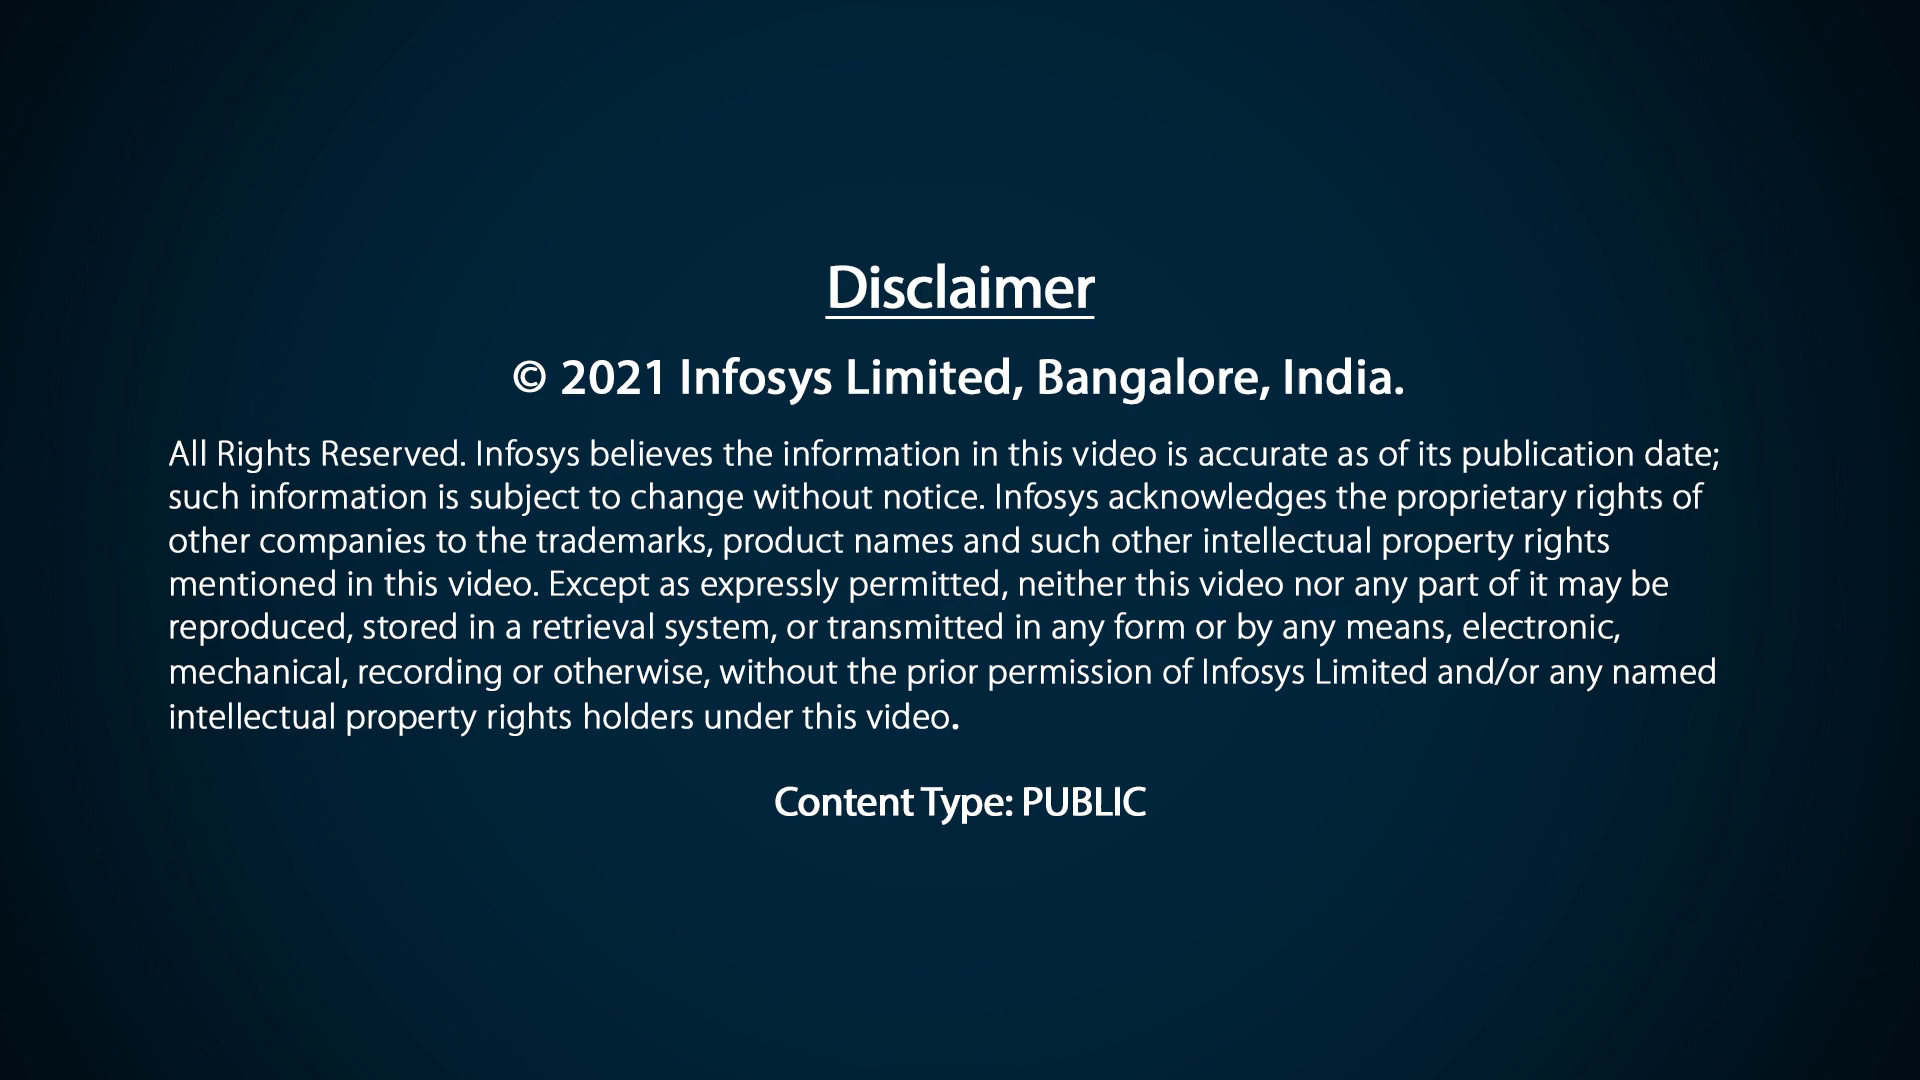 Disclaimer
© 2021 Infosys Limited, Bangalore, India.
All Rights Reserved. Infosys believes the information in this video is accurate as of its publication date;
such information is subject to change without notice. Infosys acknowledges the proprietary rights of
other companies to the trademarks, product names and such other intellectual property rights
mentioned in this video. Except as expressly permitted, neither this video nor any part of it may be
reproduced, stored in a retrieval system, or transmitted in any form or by any means, electronic,
mechanical, recording or otherwise, without the prior permission of Infosys Limited and/or any named
intellectual property rights holders under this video.
Content Type: PUBLIC